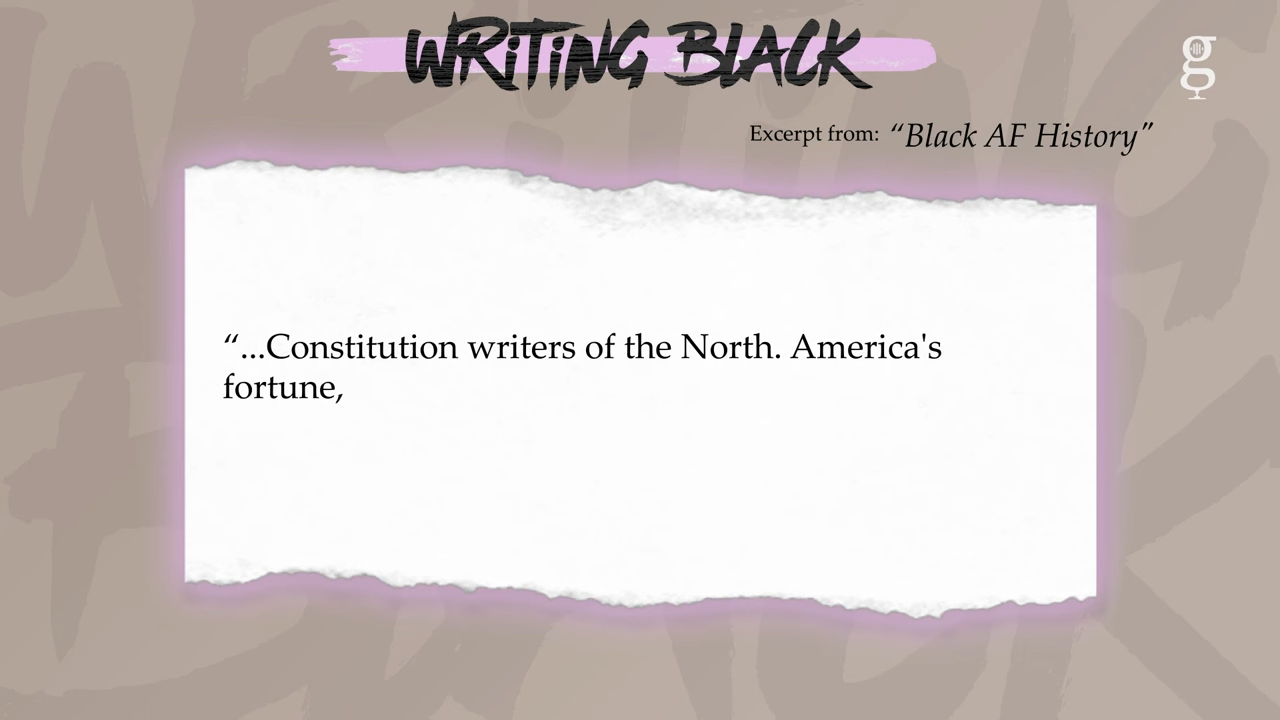 WRiTiNG BLACK
g
Excerpt from: “Black AF History”
“...Constitution writers of the North. America's
fortune,